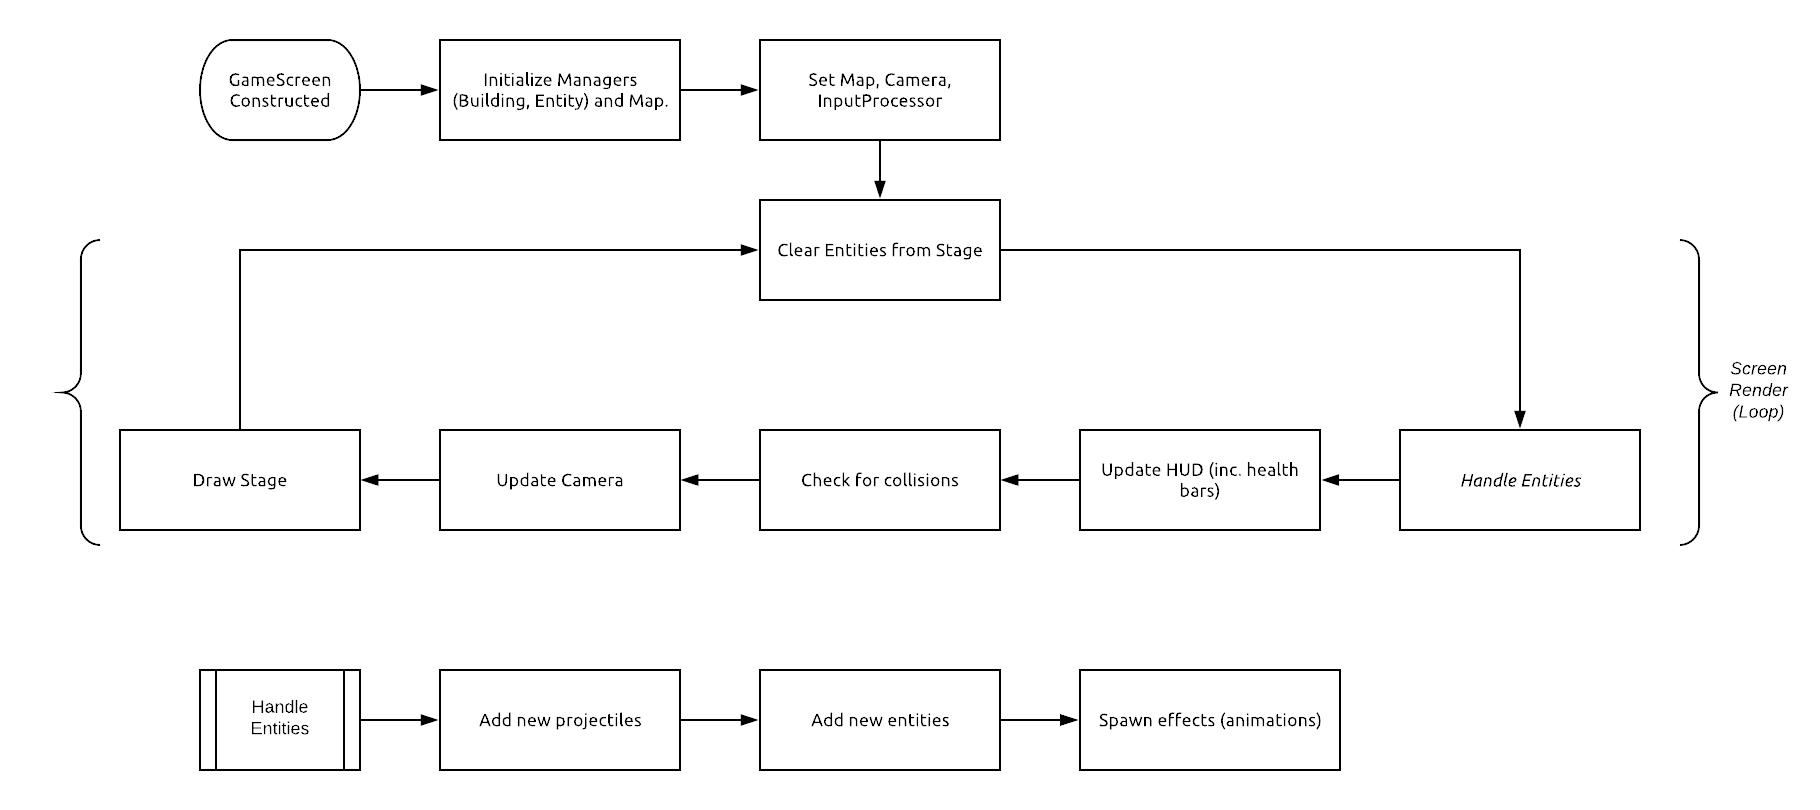 GameScreen
Constructed
Initialize Managers
(Building, Entity) and Map.
Set Map, Camera,
InputProcessor
Clear Entities from Stage
Screen
Render
(Loop)
Draw Stage
Update Camera
Check for collisions
Update HUD (inc. health
bars)
Handle Entities
Handle
Entities
Add new projectiles
Add new entities
Spawn effects (animations)